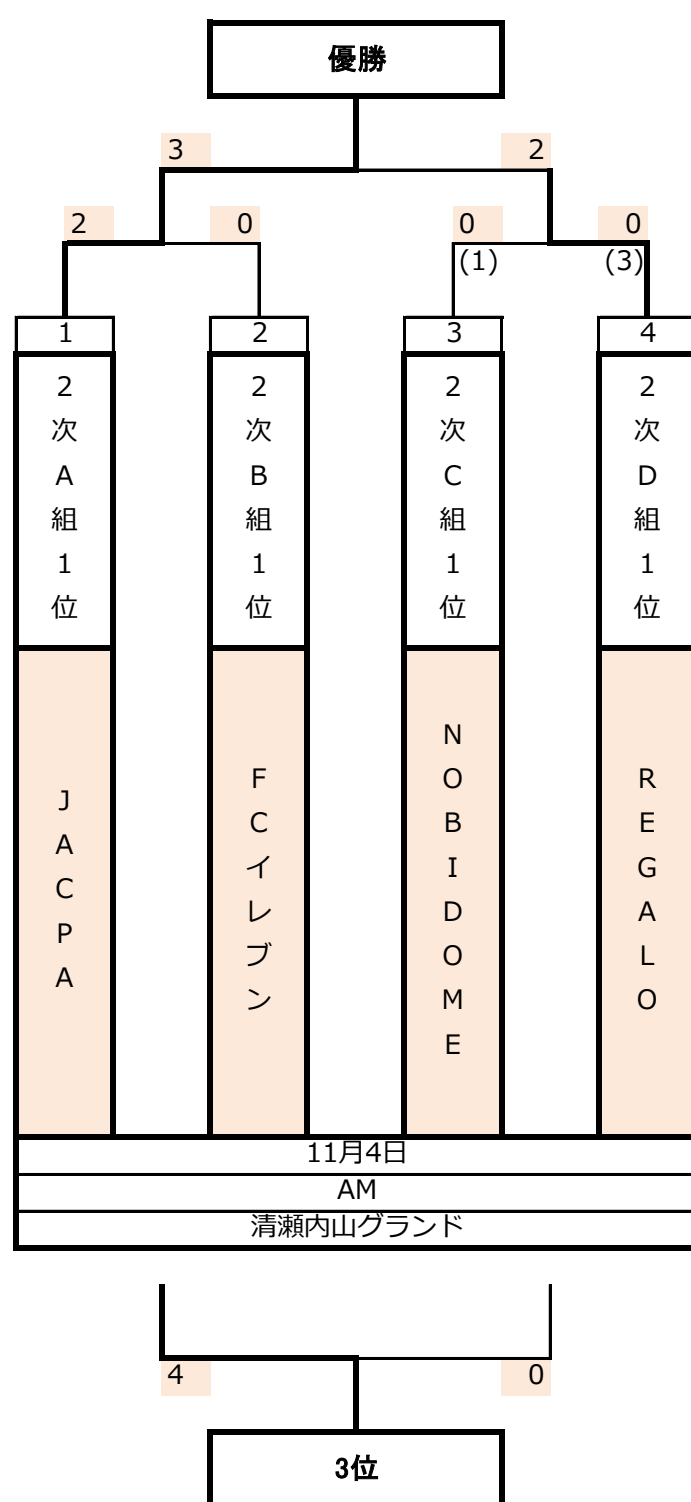 優勝
3 2
2 0 0 0
(1) (3)
1 2 3 4
2次A組1位
2次B組1位
2次C組1位
2次D組1位
JACPA
FCイレブン
NOBIDOME
REGALO
11月4日
AM
清瀬内山グランド
4 0
3位